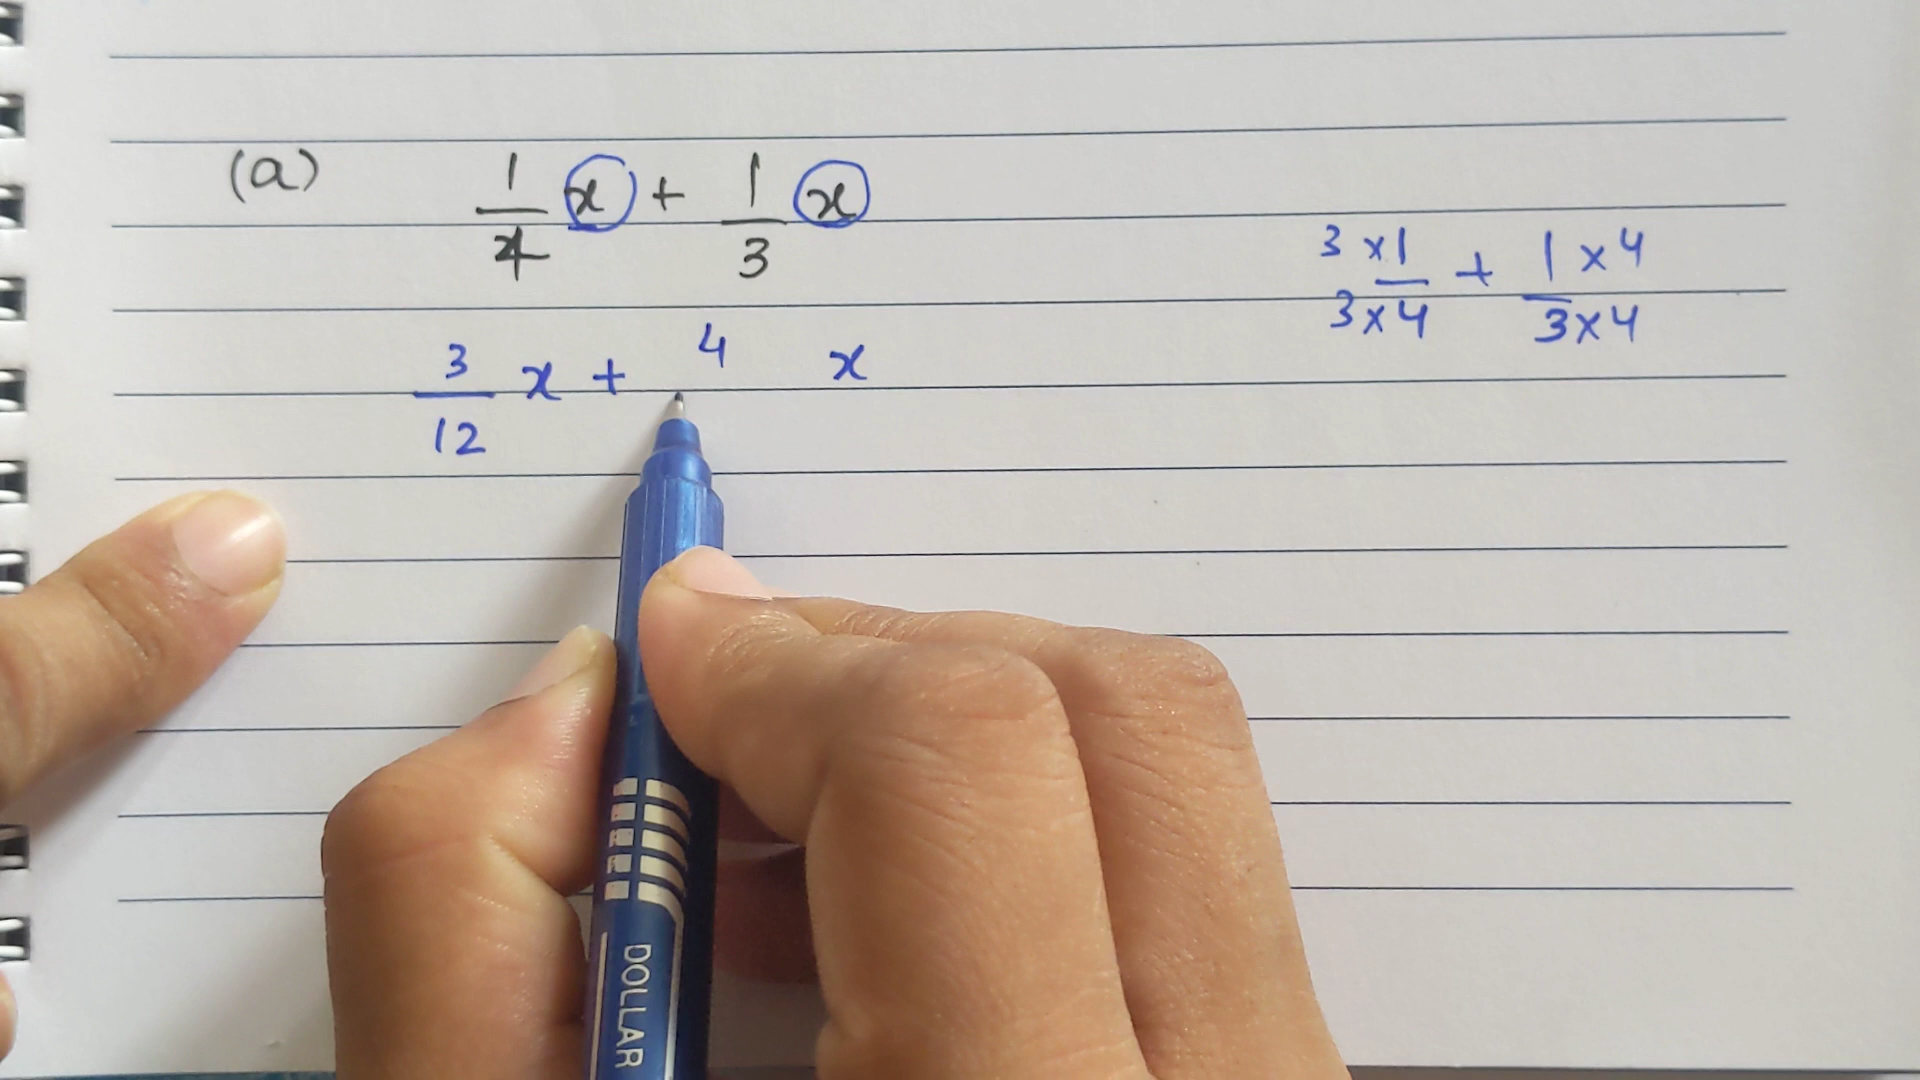 (a) 1/4 x + 1/3 x
3 x 1 / 3 x 4 + 1 x 4 / 3 x 4
3/12 x + 4 x
DOLLAR